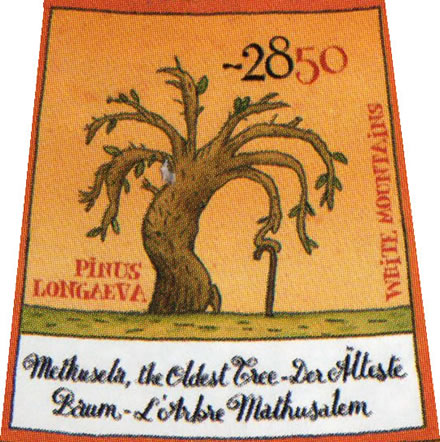 ~2850
WHITE MOUNTAINS
PINUS
LONGAEVA
Methusela, the Oldest Tree - Der Älteste
Baum - L'Arbre Mathusalem